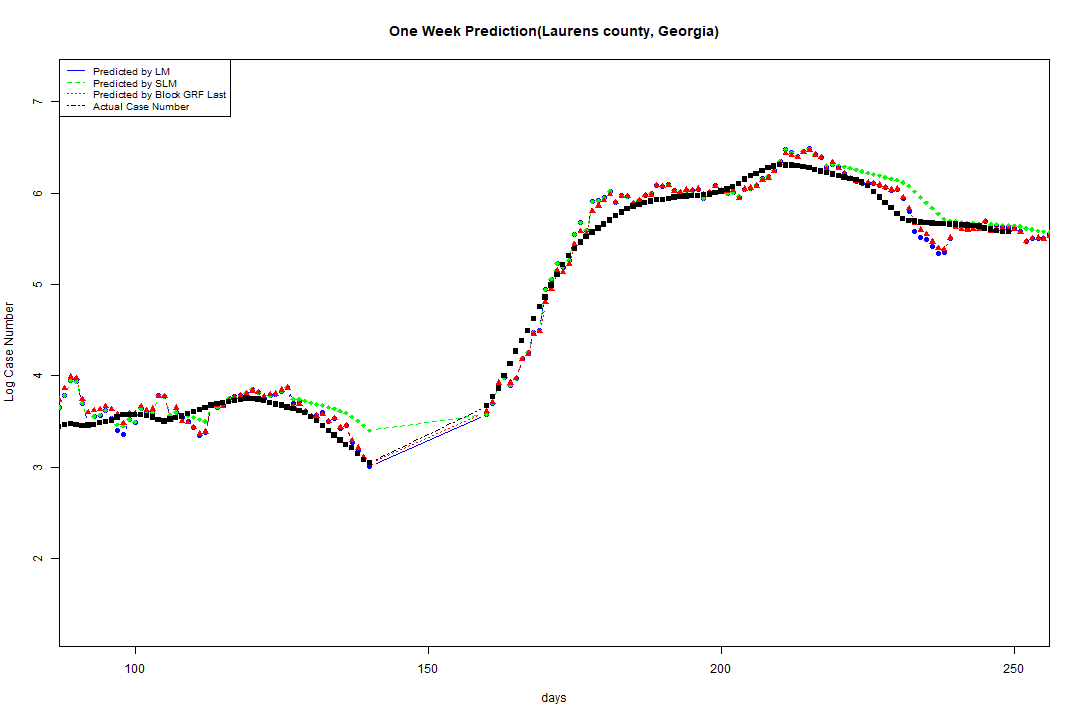 One Week Prediction(Laurens county, Georgia)
Predicted by LM
Predicted by SLM
Predicted by Block GRF Last
Actual Case Number
7
6
5
4
3
2
Log Case Number
100 150 200 250
days